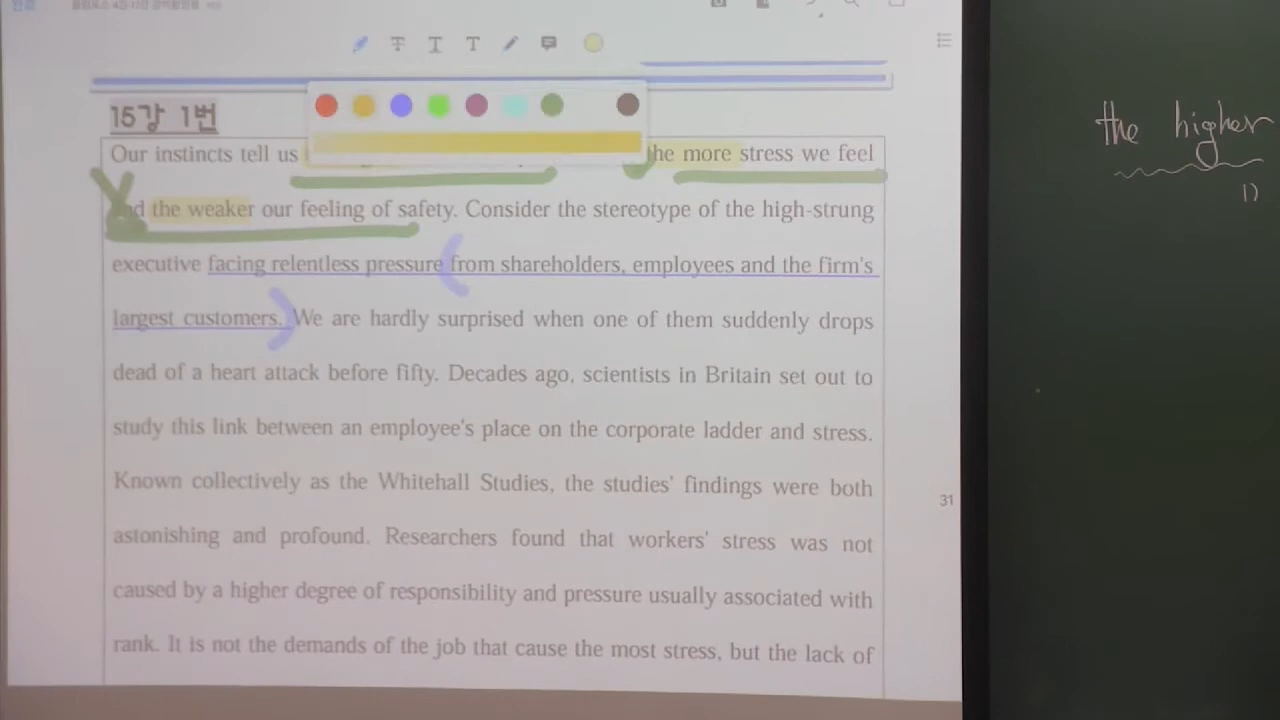 완료
15강 1번
Our instincts tell us the more stress we feel
and the weaker our feeling of safety. Consider the stereotype of the high-strung
executive facing relentless pressure from shareholders, employees and the firm's
largest customers. We are hardly surprised when one of them suddenly drops
dead of a heart attack before fifty. Decades ago, scientists in Britain set out to
study this link between an employee's place on the corporate ladder and stress.
Known collectively as the Whitehall Studies, the studies' findings were both
astonishing and profound. Researchers found that workers' stress was not
caused by a higher degree of responsibility and pressure usually associated with
rank. It is not the demands of the job that cause the most stress, but the lack of
31
the higher
1)